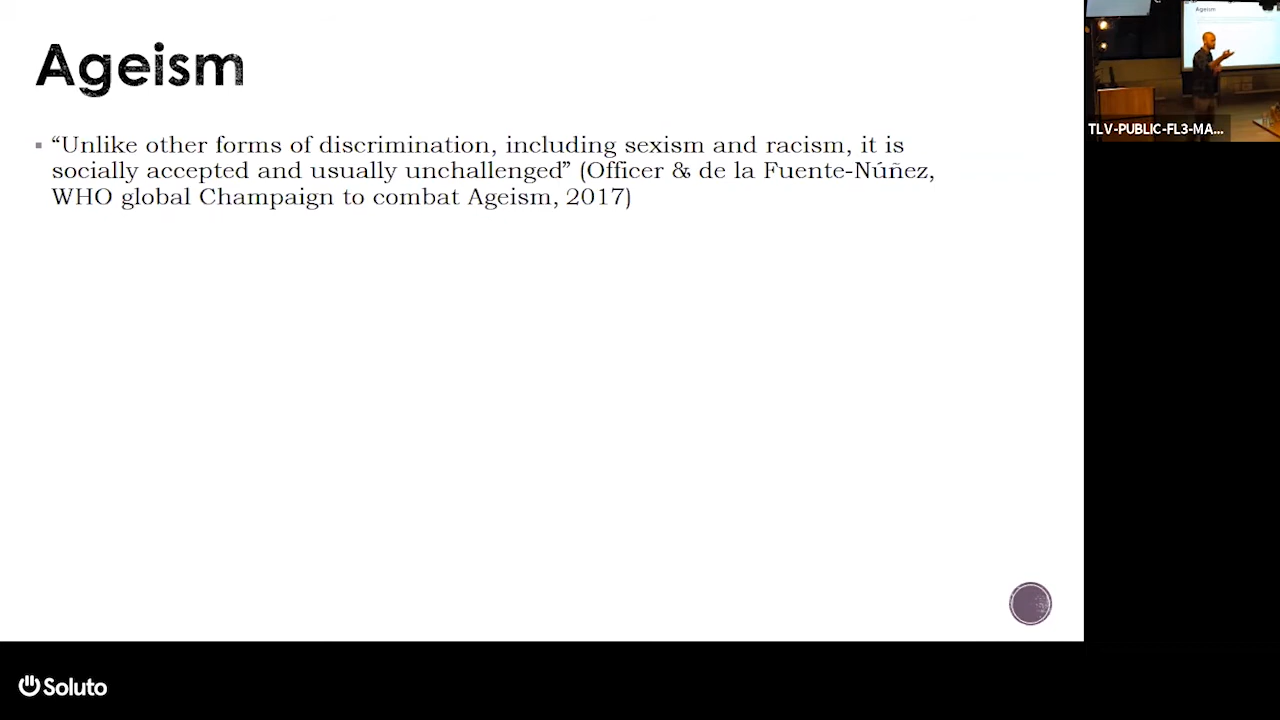 Ageism
▪ “Unlike other forms of discrimination, including sexism and racism, it is
socially accepted and usually unchallenged” (Officer & de la Fuente-Núñez,
WHO global Champaign to combat Ageism, 2017)
Ageism
TLV-PUBLIC-FL3-MA...
Soluto